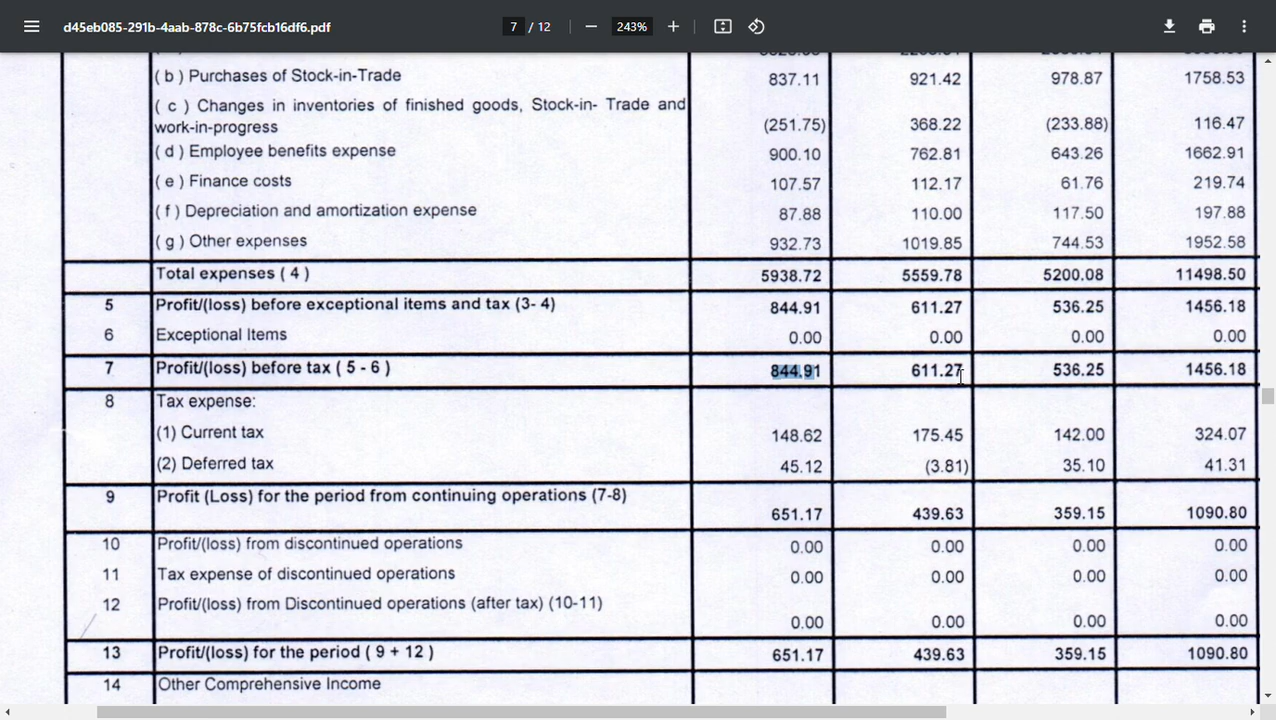 d45eb085-291b-4aab-878c-6b75fcb16df6.pdf 7 / 12 243%
( b ) Purchases of Stock-in-Trade 837.11 921.42 978.87 1758.53
( c ) Changes in inventories of finished goods, Stock-in- Trade and
work-in-progress (251.75) 368.22 (233.88) 116.47
( d ) Employee benefits expense 900.10 762.81 643.26 1662.91
( e ) Finance costs 107.57 112.17 61.76 219.74
( f ) Depreciation and amortization expense 87.88 110.00 117.50 197.88
( g ) Other expenses 932.73 1019.85 744.53 1952.58
Total expenses ( 4 ) 5938.72 5559.78 5200.08 11498.50
5 Profit/(loss) before exceptional items and tax (3- 4) 844.91 611.27 536.25 1456.18
6 Exceptional Items 0.00 0.00 0.00 0.00
7 Profit/(loss) before tax ( 5 - 6 ) 844.91 611.27 536.25 1456.18
8 Tax expense:
(1) Current tax 148.62 175.45 142.00 324.07
(2) Deferred tax 45.12 (3.81) 35.10 41.31
9 Profit (Loss) for the period from continuing operations (7-8)
651.17 439.63 359.15 1090.80
10 Profit/(loss) from discontinued operations 0.00 0.00 0.00 0.00
11 Tax expense of discontinued operations 0.00 0.00 0.00 0.00
12 Profit/(loss) from Discontinued operations (after tax) (10-11)
0.00 0.00 0.00 0.00
13 Profit/(loss) for the period ( 9 + 12 ) 651.17 439.63 359.15 1090.80
14 Other Comprehensive Income